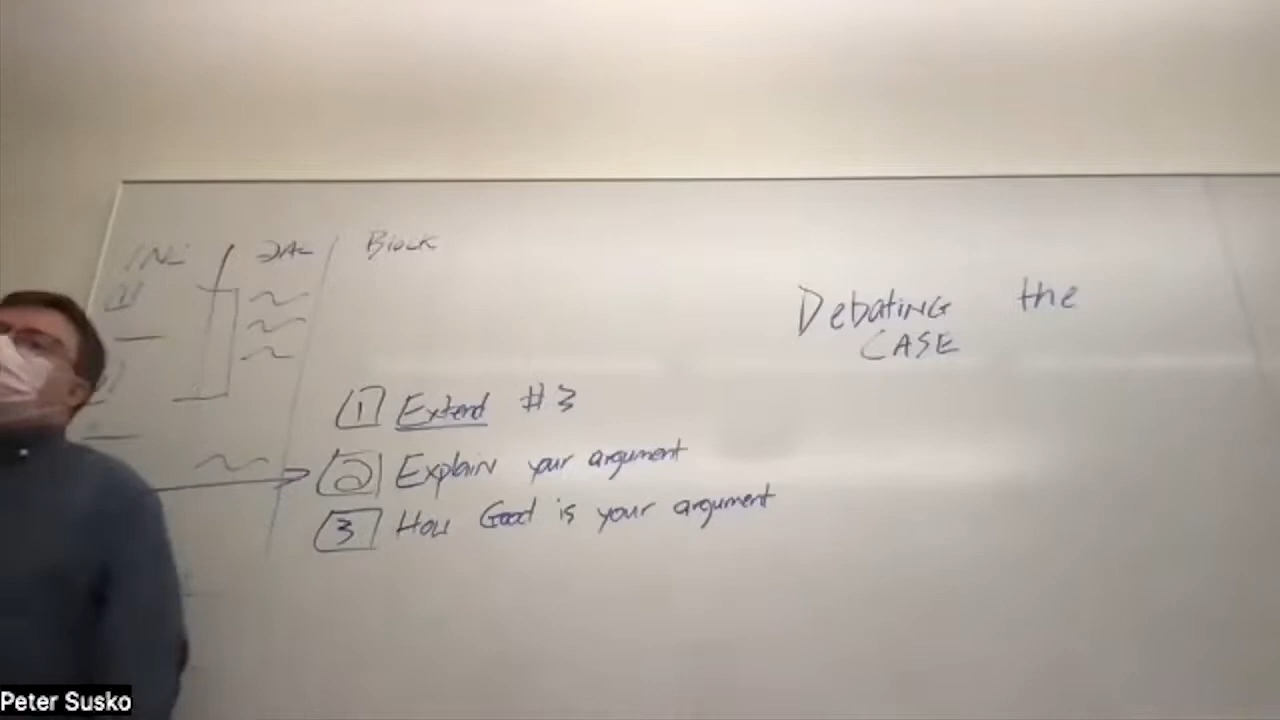 1NC 2AC Block
Debating the
CASE
1 Extend #3
2 Explain your argument
3 How Good is your argument
Peter Susko